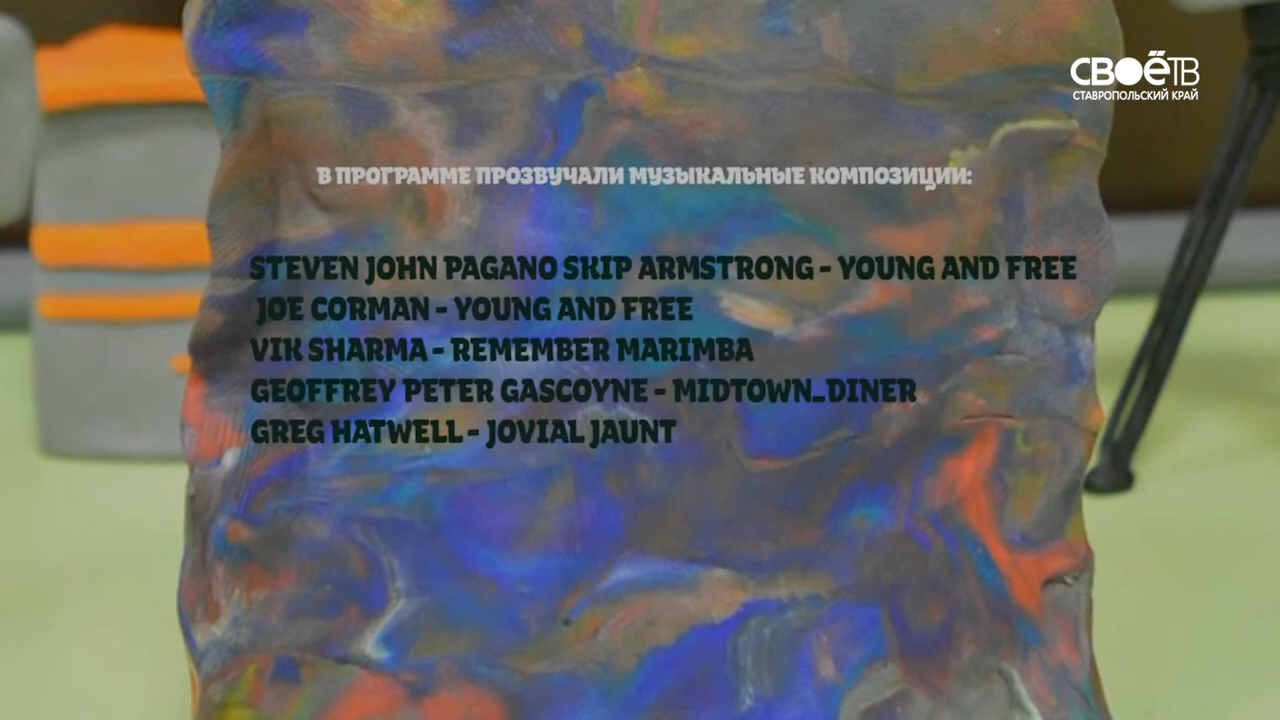 СВОЁТВ
СТАВРОПОЛЬСКИЙ КРАЙ
В ПРОГРАММЕ ПРОЗВУЧАЛИ МУЗЫКАЛЬНЫЕ КОМПОЗИЦИИ:
STEVEN JOHN PAGANO SKIP ARMSTRONG - YOUNG AND FREE
JOE CORMAN - YOUNG AND FREE
VIK SHARMA - REMEMBER MARIMBA
GEOFFREY PETER GASCOYNE - MIDTOWN_DINER
GREG HATWELL - JOVIAL JAUNT